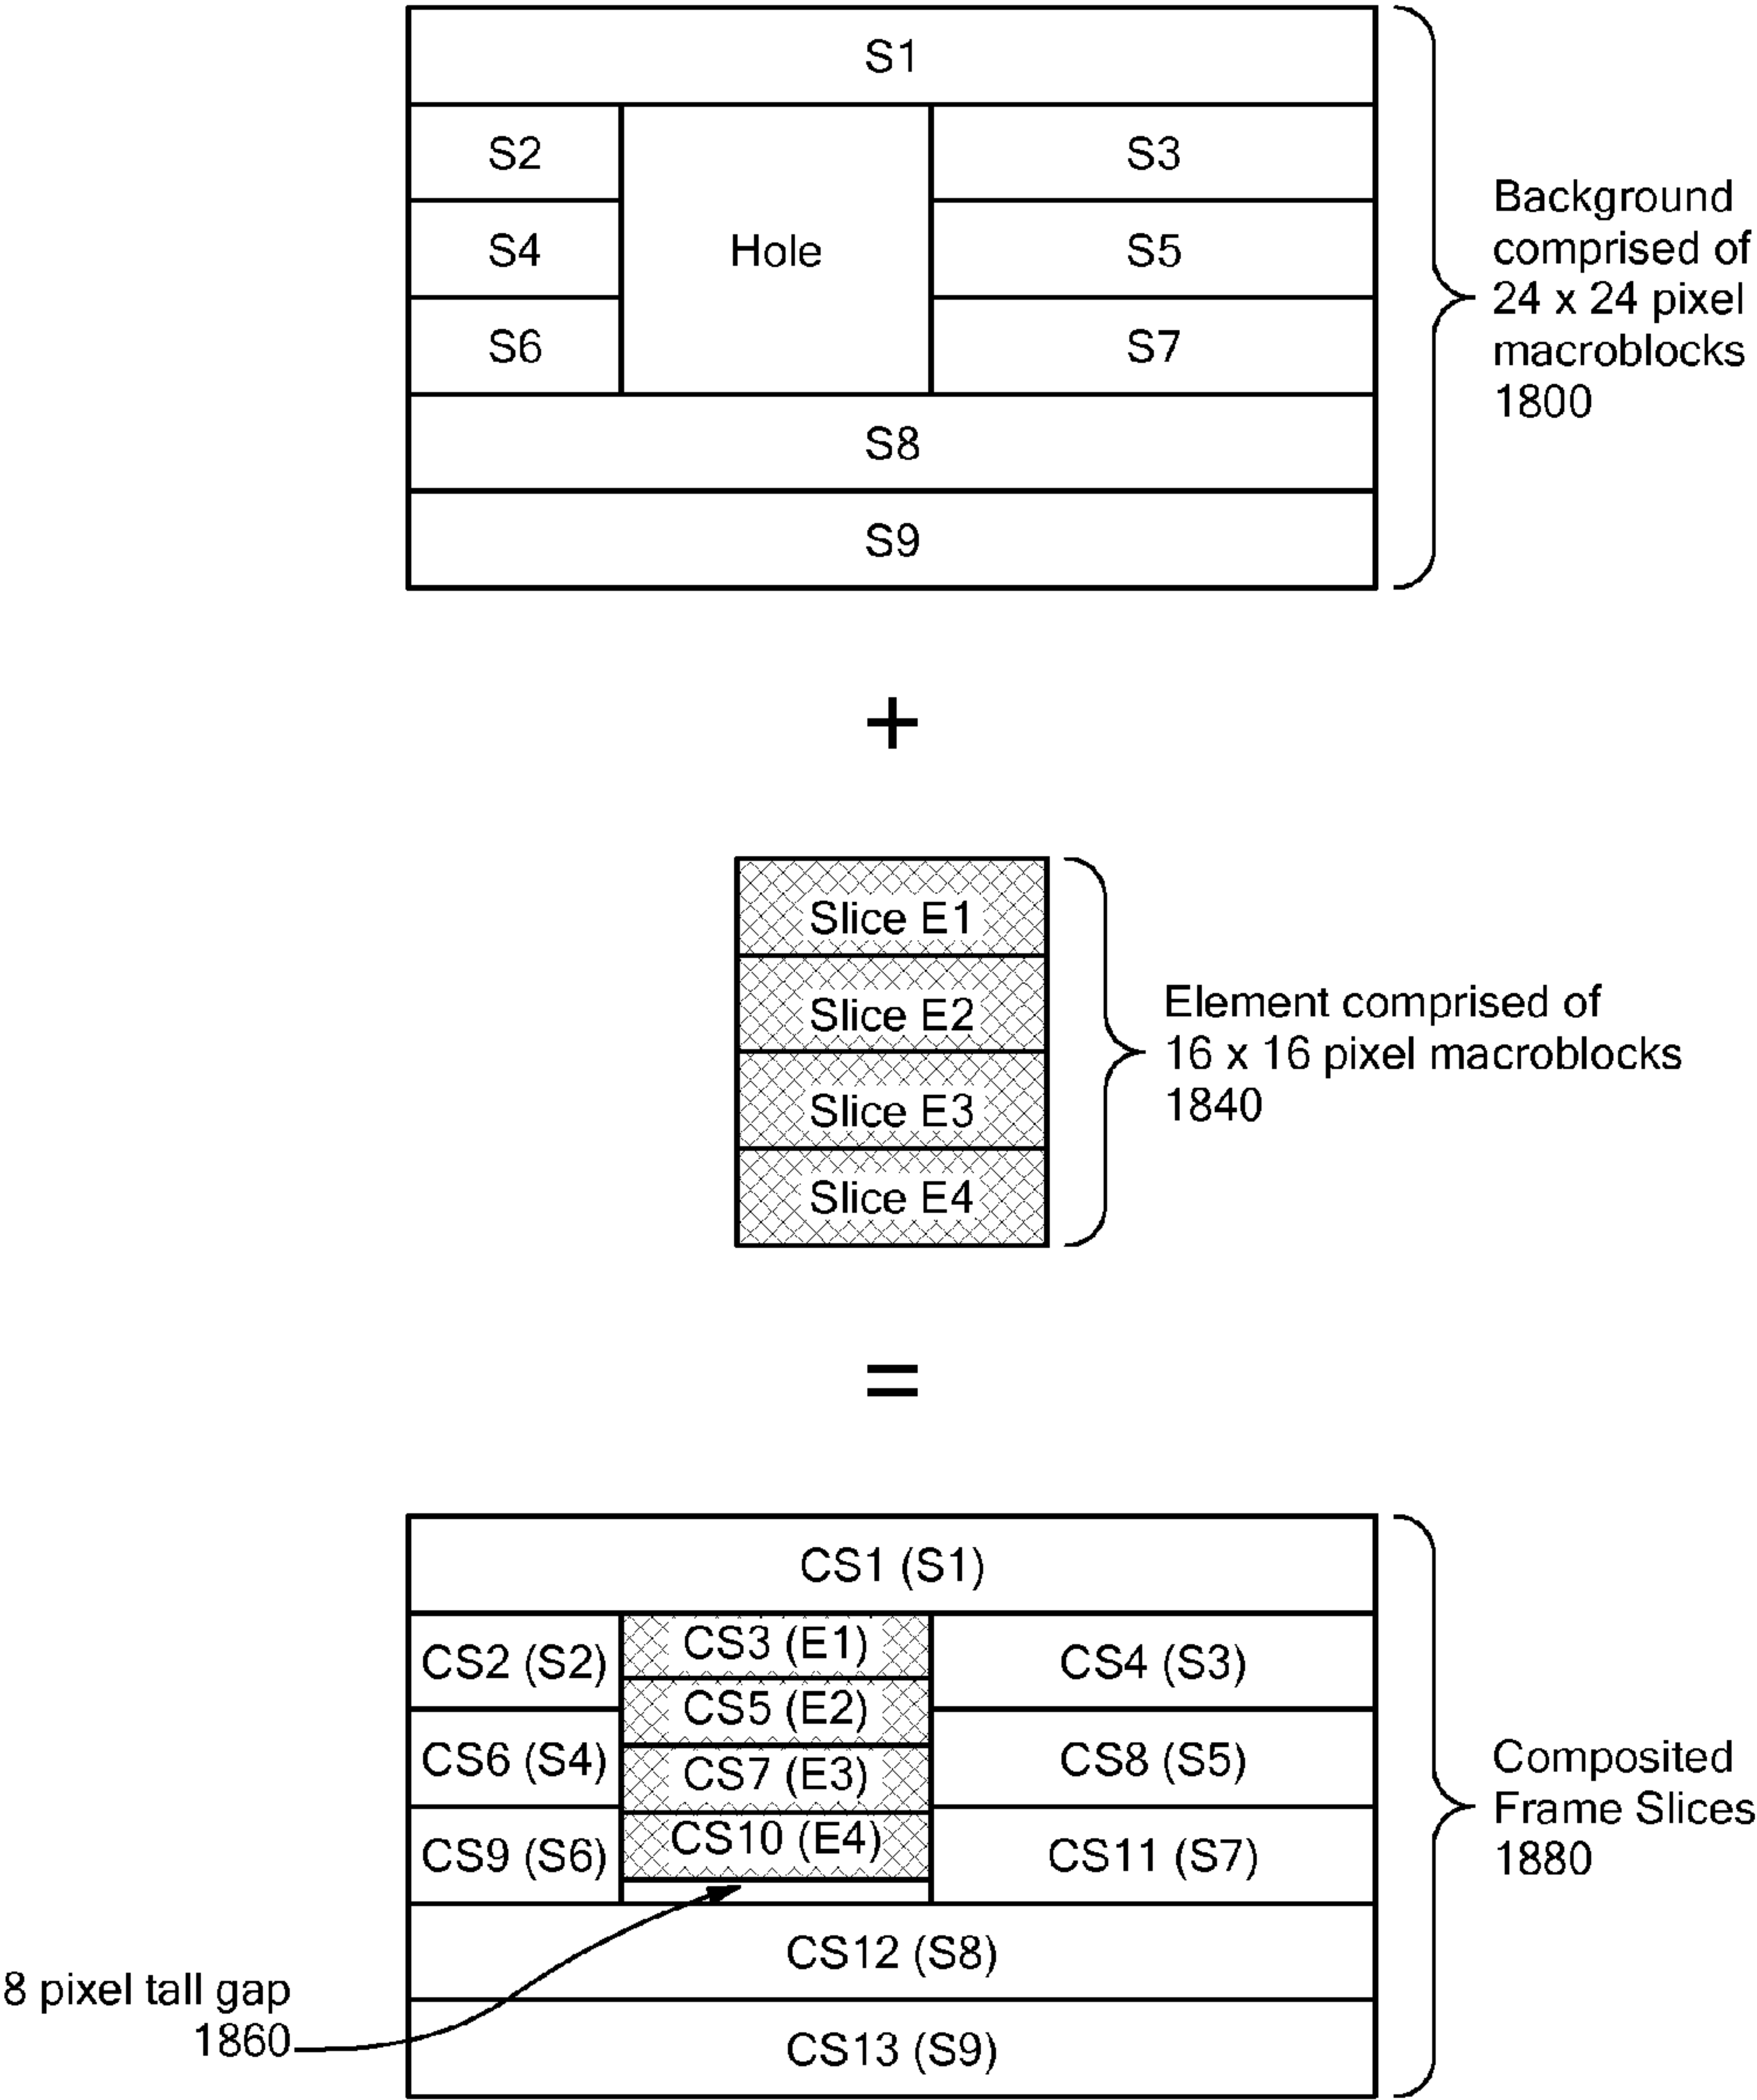 S1
S2
Hole
S3
S4
S5
S6
S7
S8
S9
Background
comprised of
24 x 24 pixel
macroblocks
1800
+
Slice E1
Slice E2
Slice E3
Slice E4
Element comprised of
16 x 16 pixel macroblocks
1840
=
CS1 (S1)
CS2 (S2)
CS3 (E1)
CS4 (S3)
CS5 (E2)
CS6 (S4)
CS7 (E3)
CS8 (S5)
CS9 (S6)
CS10 (E4)
CS11 (S7)
CS12 (S8)
CS13 (S9)
Composited
Frame Slices
1880
8 pixel tall gap
1860